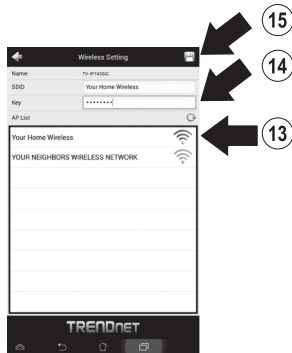 15
Wireless Setting
14
Name: TV-IP743SIC
SSID Your Home Wireless
Key ••••••••
AP List
13
Your Home Wireless
YOUR NEIGHBORS WIRELESS NETWORK
TRENDNET